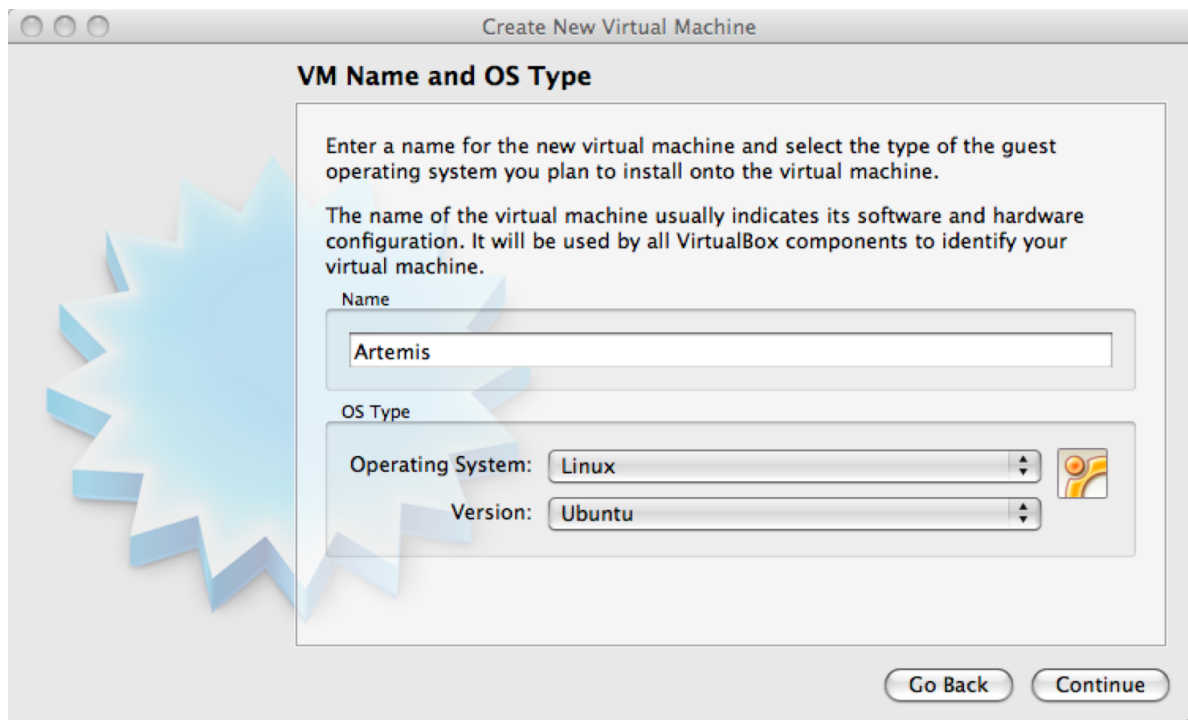 Create New Virtual Machine
VM Name and OS Type
Enter a name for the new virtual machine and select the type of the guest
operating system you plan to install onto the virtual machine.
The name of the virtual machine usually indicates its software and hardware
configuration. It will be used by all VirtualBox components to identify your
virtual machine.
Name
Artemis
OS Type
Operating System: Linux
Version: Ubuntu
Go Back Continue